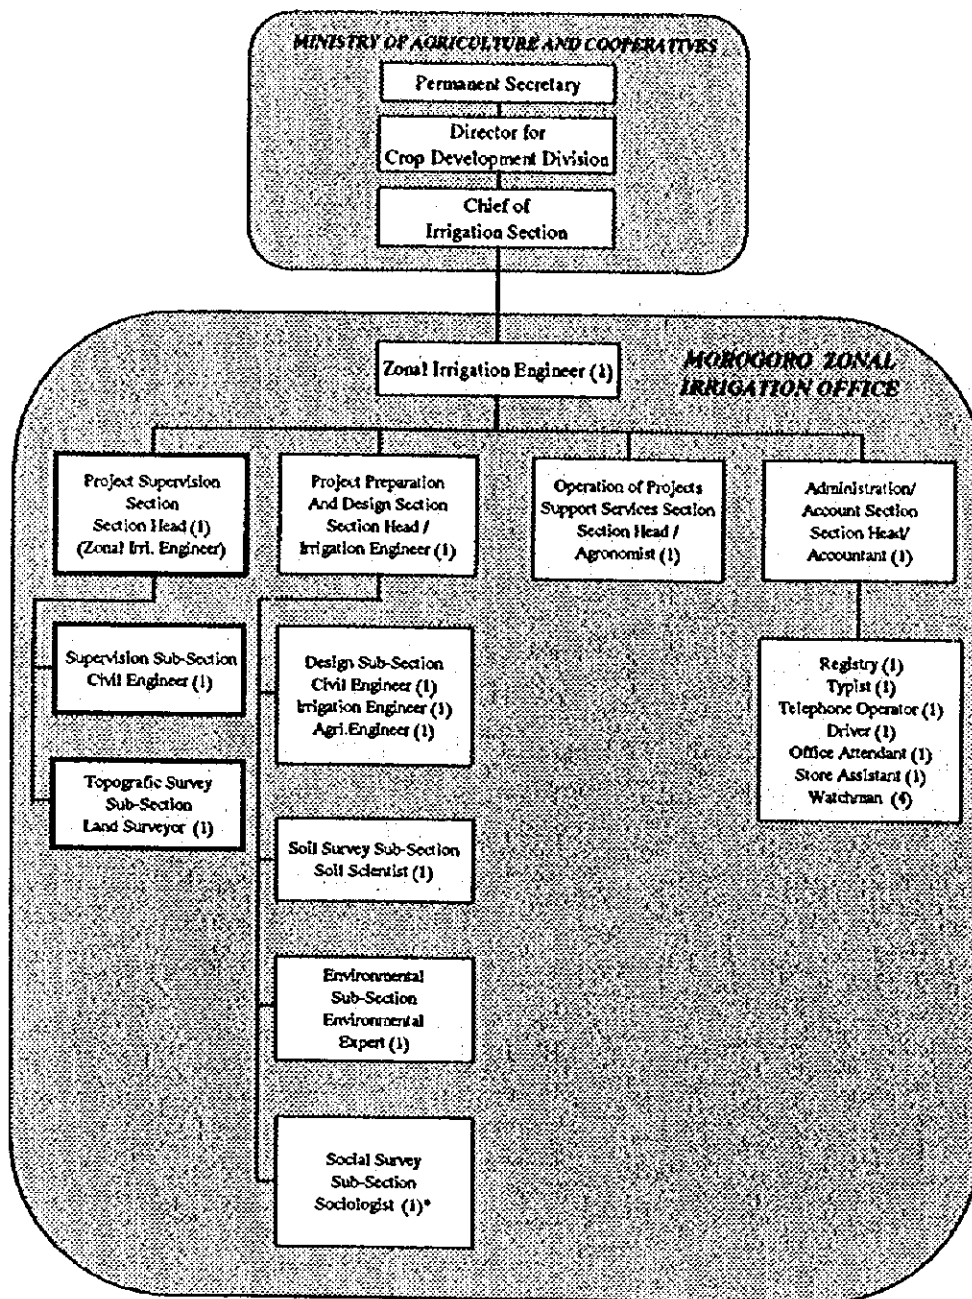 MINISTRY OF AGRICULTURE AND COOPERATIVES
Permanent Secretary
Director for
Crop Development Division
Chief of
Irrigation Section
Zonal Irrigation Engineer (1)
MOROGORO ZONAL
IRRIGATION OFFICE
Project Supervision
Section
Section Head (1)
(Zonal Irri. Engineer)
Project Preparation
And Design Section
Section Head /
Irrigation Engineer (1)
Operation of Projects
Support Services Section
Section Head /
Agronomist (1)
Administration/
Account Section
Section Head/
Accountant (1)
Supervision Sub-Section
Civil Engineer (1)
Topografic Survey
Sub-Section
Land Surveyor (1)
Design Sub-Section
Civil Engineer (1)
Irrigation Engineer (1)
Agri.Engineer (1)
Soil Survey Sub-Section
Soil Scientist (1)
Environmental
Sub-Section
Environmental
Expert (1)
Social Survey
Sub-Section
Sociologist (1)*
Registry (1)
Typist (1)
Telephone Operator (1)
Driver (1)
Office Attendant (1)
Store Assistant (1)
Watchman (4)